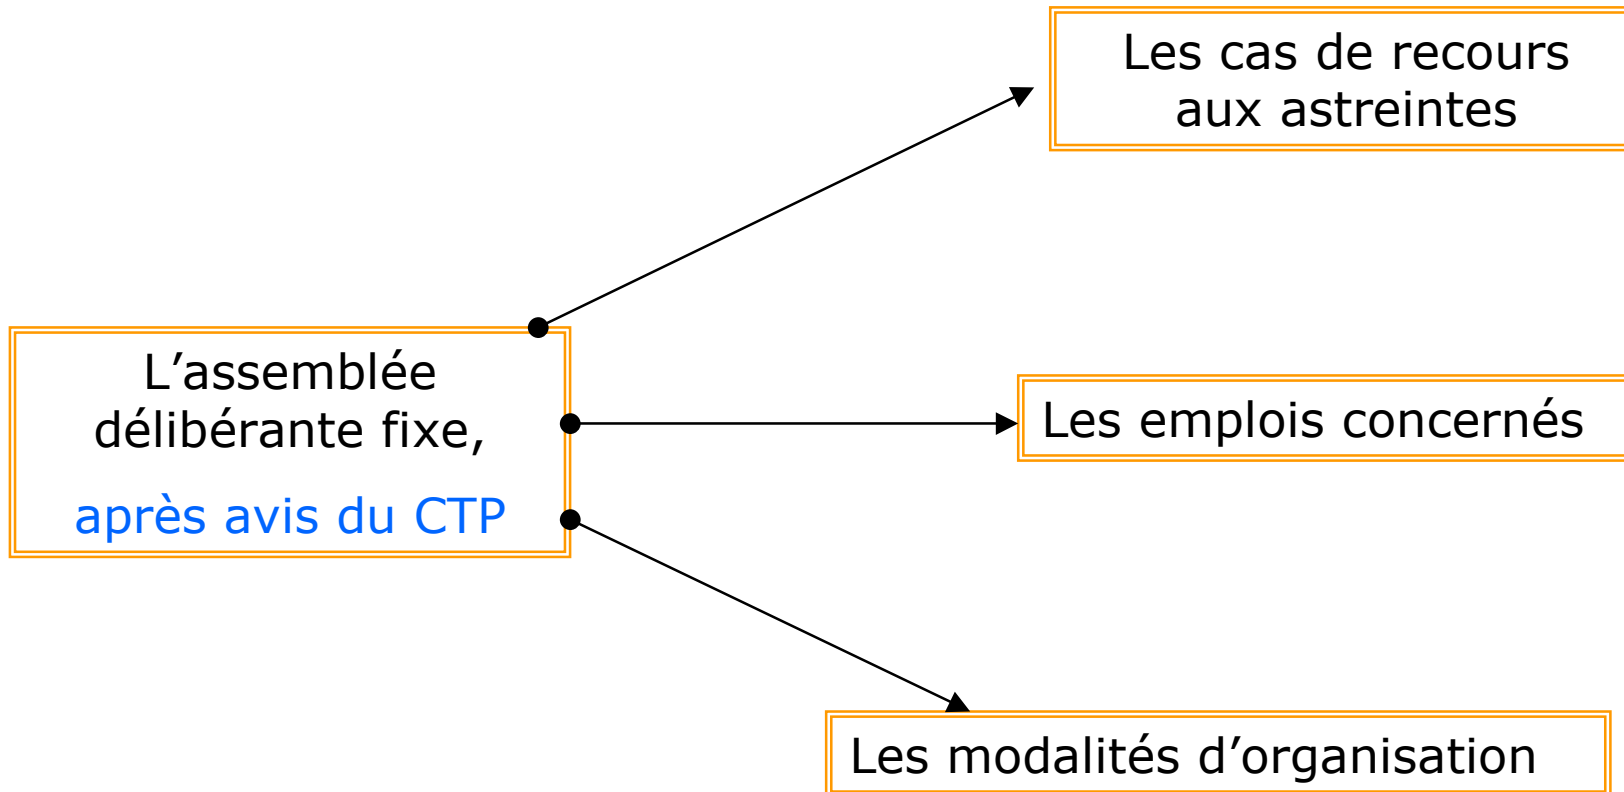 Les cas de recours
aux astreintes
L’assemblée
délibérante fixe,
après avis du CTP
Les emplois concernés
Les modalités d’organisation